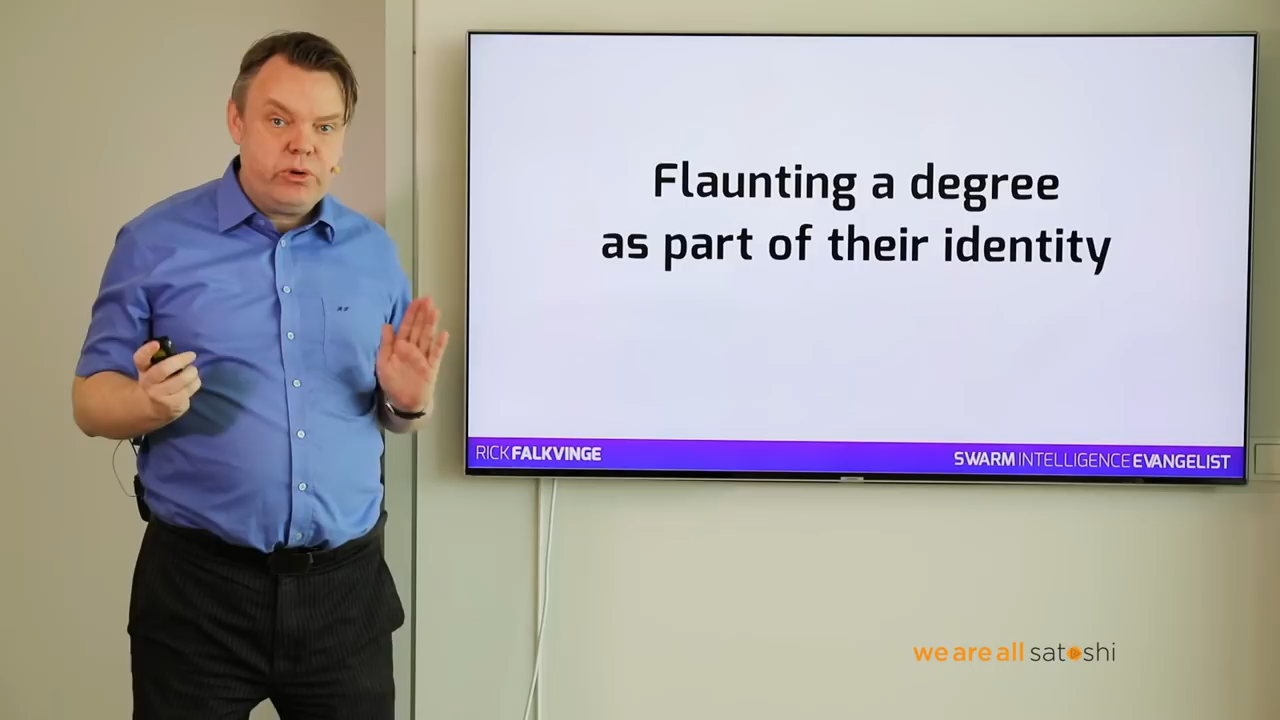 Flaunting a degree
as part of their identity
RICK FALKVINGE
SWARM INTELLIGENCE EVANGELIST
we are all satoshi